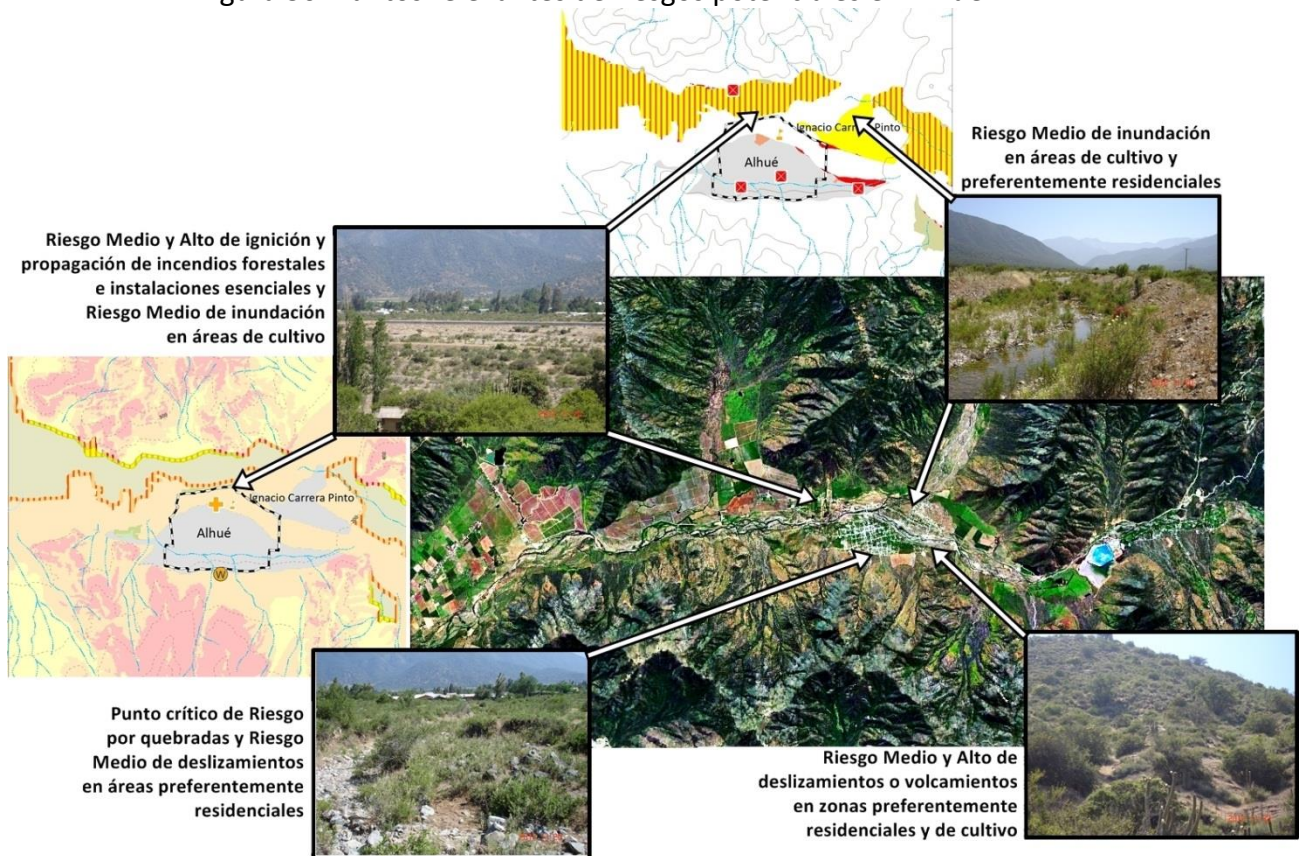 Alhué
Ignacio Carrera Pinto
Riesgo Medio de inundación
en áreas de cultivo y
preferentemente residenciales
Riesgo Medio y Alto de ignición y
propagación de incendios forestales
e instalaciones esenciales y
Riesgo Medio de inundación
en áreas de cultivo
Ignacio Carrera Pinto
Alhué
W
Punto crítico de Riesgo
por quebradas y Riesgo
Medio de deslizamientos
en áreas preferentemente
residenciales
Riesgo Medio y Alto de
deslizamientos o volcamientos
en zonas preferentemente
residenciales y de cultivo